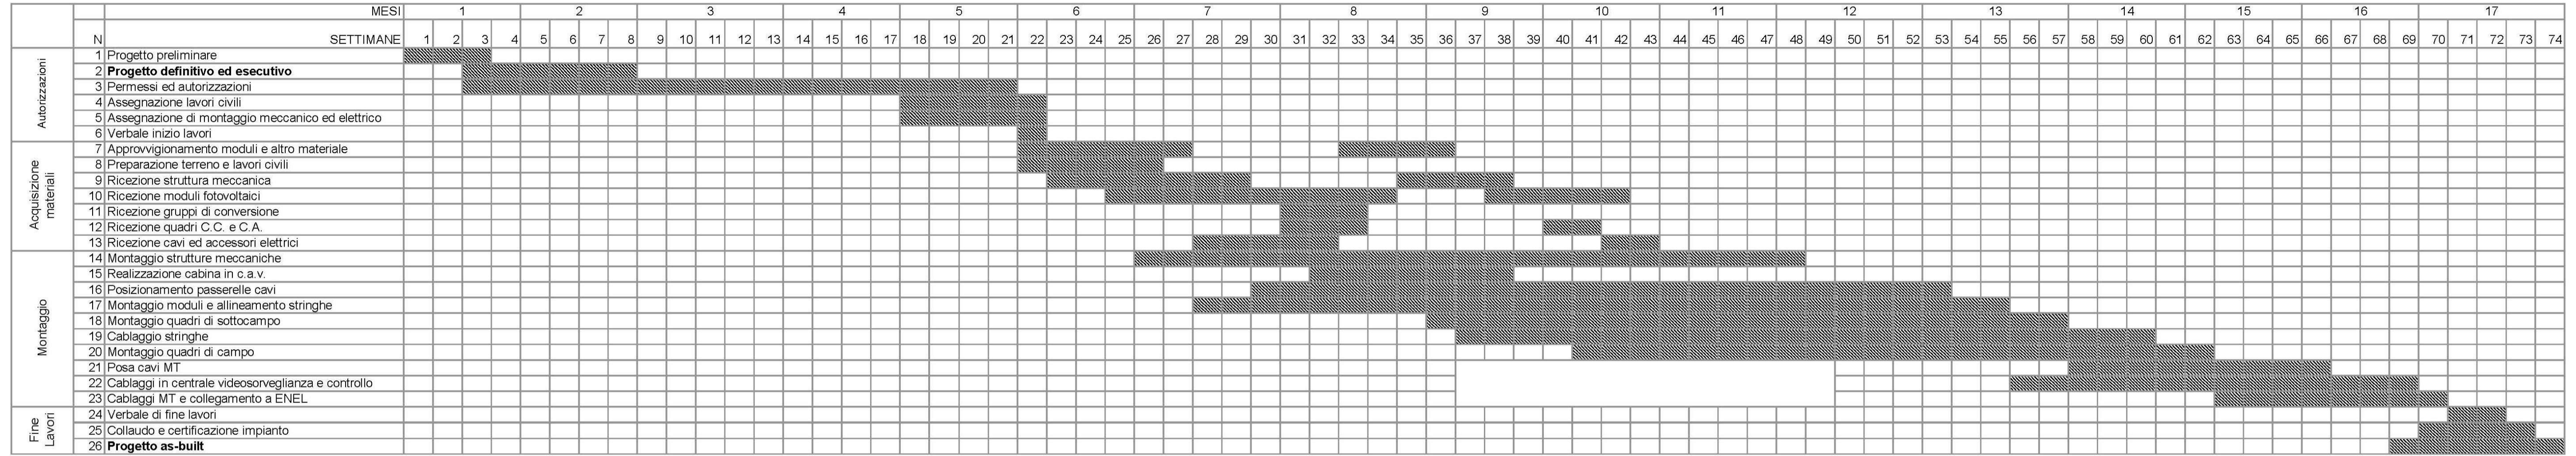 MESI 1 2 3 4 5 6 7 8 9 10 11 12 13 14 15 16 17
N SETTIMANE 1 2 3 4 5 6 7 8 9 10 11 12 13 14 15 16 17 18 19 20 21 22 23 24 25 26 27 28 29 30 31 32 33 34 35 36 37 38 39 40 41 42 43 44 45 46 47 48 49 50 51 52 53 54 55 56 57 58 59 60 61 62 63 64 65 66 67 68 69 70 71 72 73 74
Autorizzazioni
1 Progetto preliminare
2 Progetto definitivo ed esecutivo
3 Permessi ed autorizzazioni
4 Assegnazione lavori civili
5 Assegnazione di montaggio meccanico ed elettrico
6 Verbale inizio lavori
Acquisizione
materiali
7 Approvvigionamento moduli e altro materiale
8 Preparazione terreno e lavori civili
9 Ricezione struttura meccanica
10 Ricezione moduli fotovoltaici
11 Ricezione gruppi di conversione
12 Ricezione quadri C.C. e C.A.
13 Ricezione cavi ed accessori elettrici
Montaggio
14 Montaggio strutture meccaniche
15 Realizzazione cabina in c.a.v.
16 Posizionamento passerelle cavi
17 Montaggio moduli e allineamento stringhe
18 Montaggio quadri di sottocampo
19 Cablaggio stringhe
20 Montaggio quadri di campo
21 Posa cavi MT
22 Cablaggi in centrale videosorveglianza e controllo
23 Cablaggi MT e collegamento a ENEL
Fine
Lavori
24 Verbale di fine lavori
25 Collaudo e certificazione impianto
26 Progetto as-built